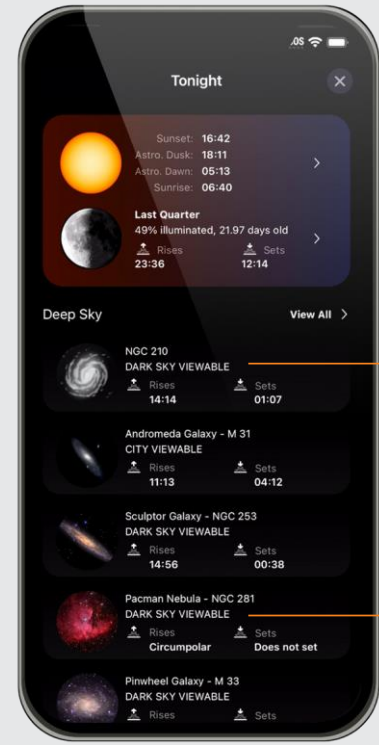 .OS
Tonight
Sunset: 16:42
Astro. Dusk: 18:11
Astro. Dawn: 05:13
Sunrise: 06:40
Last Quarter
49% illuminated, 21.97 days old
Rises Sets
23:36 12:14
Deep Sky View All
NGC 210
DARK SKY VIEWABLE
Rises Sets
14:14 01:07
Andromeda Galaxy - M 31
CITY VIEWABLE
Rises Sets
11:13 04:12
Sculptor Galaxy - NGC 253
DARK SKY VIEWABLE
Rises Sets
14:56 00:38
Pacman Nebula - NGC 281
DARK SKY VIEWABLE
Rises Sets
Circumpolar Does not set
Pinwheel Galaxy - M 33
DARK SKY VIEWABLE
Rises Sets